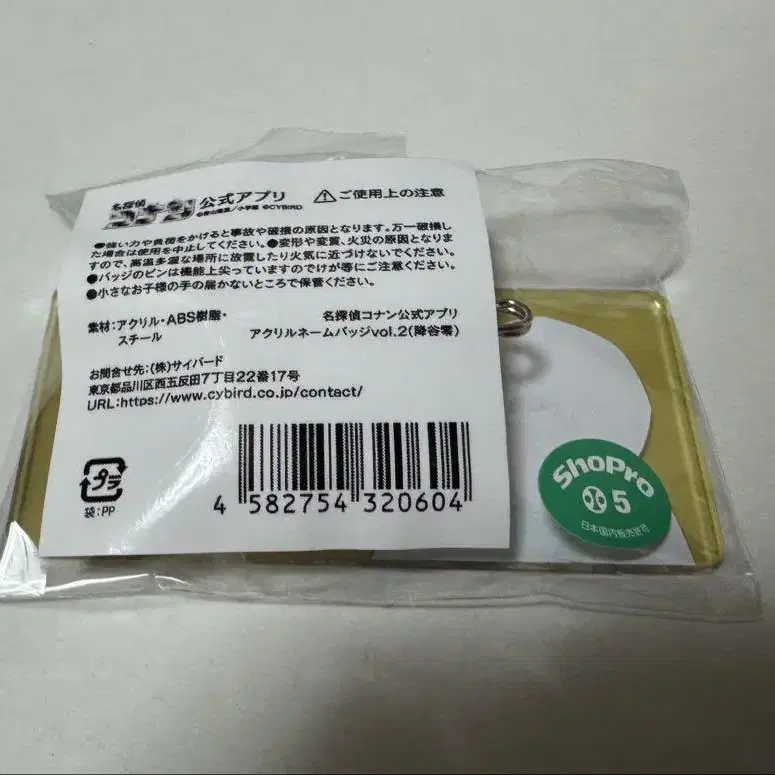 名探偵
コナン 公式アプリ
©青山剛昌/小学館 ©CYBIRD
⚠ご使用上の注意
●強い力や負荷をかけると事故や破損の原因となります。万一破損し
た場合は使用を中止してください。●変形や変質、火災の原因となりま
すので、高温多湿な場所に放置したり火気に近づけないでください。
●バッジのピンは機能上尖っていますのでけが等にご注意ください。
●小さなお子様の手の届かないところで保管ください。
素材:アクリル・ABS樹脂・
スチール
名探偵コナン公式アプリ
アクリルネームバッジvol.2(降谷零)
お問合せ先:(株)サイバード
東京都品川区西五反田7丁目22番17号
URL:https://www.cybird.co.jp/contact/
プラ
袋:PP
4 582754 320604
ShoPro
5
日本国内販売許可